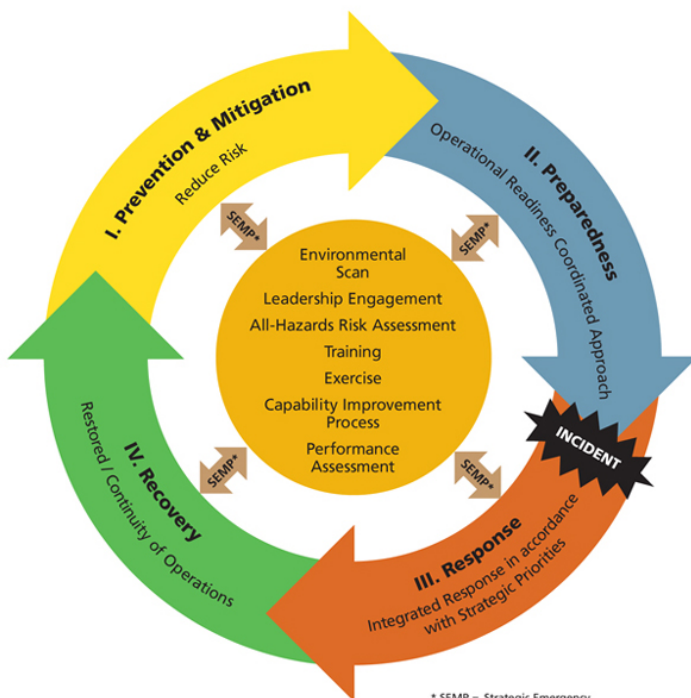 I. Prevention & Mitigation
Reduce Risk
II. Preparedness
Operational Readiness Coordinated Approach
INCIDENT
III. Response
Integrated Response in accordance
with Strategic Priorities
IV. Recovery
Restored / Continuity of Operations
SEMP*
SEMP*
SEMP*
SEMP*
Environmental
Scan
Leadership Engagement
All-Hazards Risk Assessment
Training
Exercise
Capability Improvement
Process
Performance
Assessment
* SEMP = Strategic Emergency